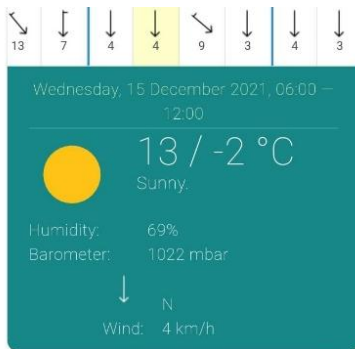 13 7 4 4 9 3 4 3
Wednesday, 15 December 2021, 06:00 —
12:00
13 / -2 °C
Sunny.
Humidity: 69%
Barometer: 1022 mbar
N
Wind: 4 km/h